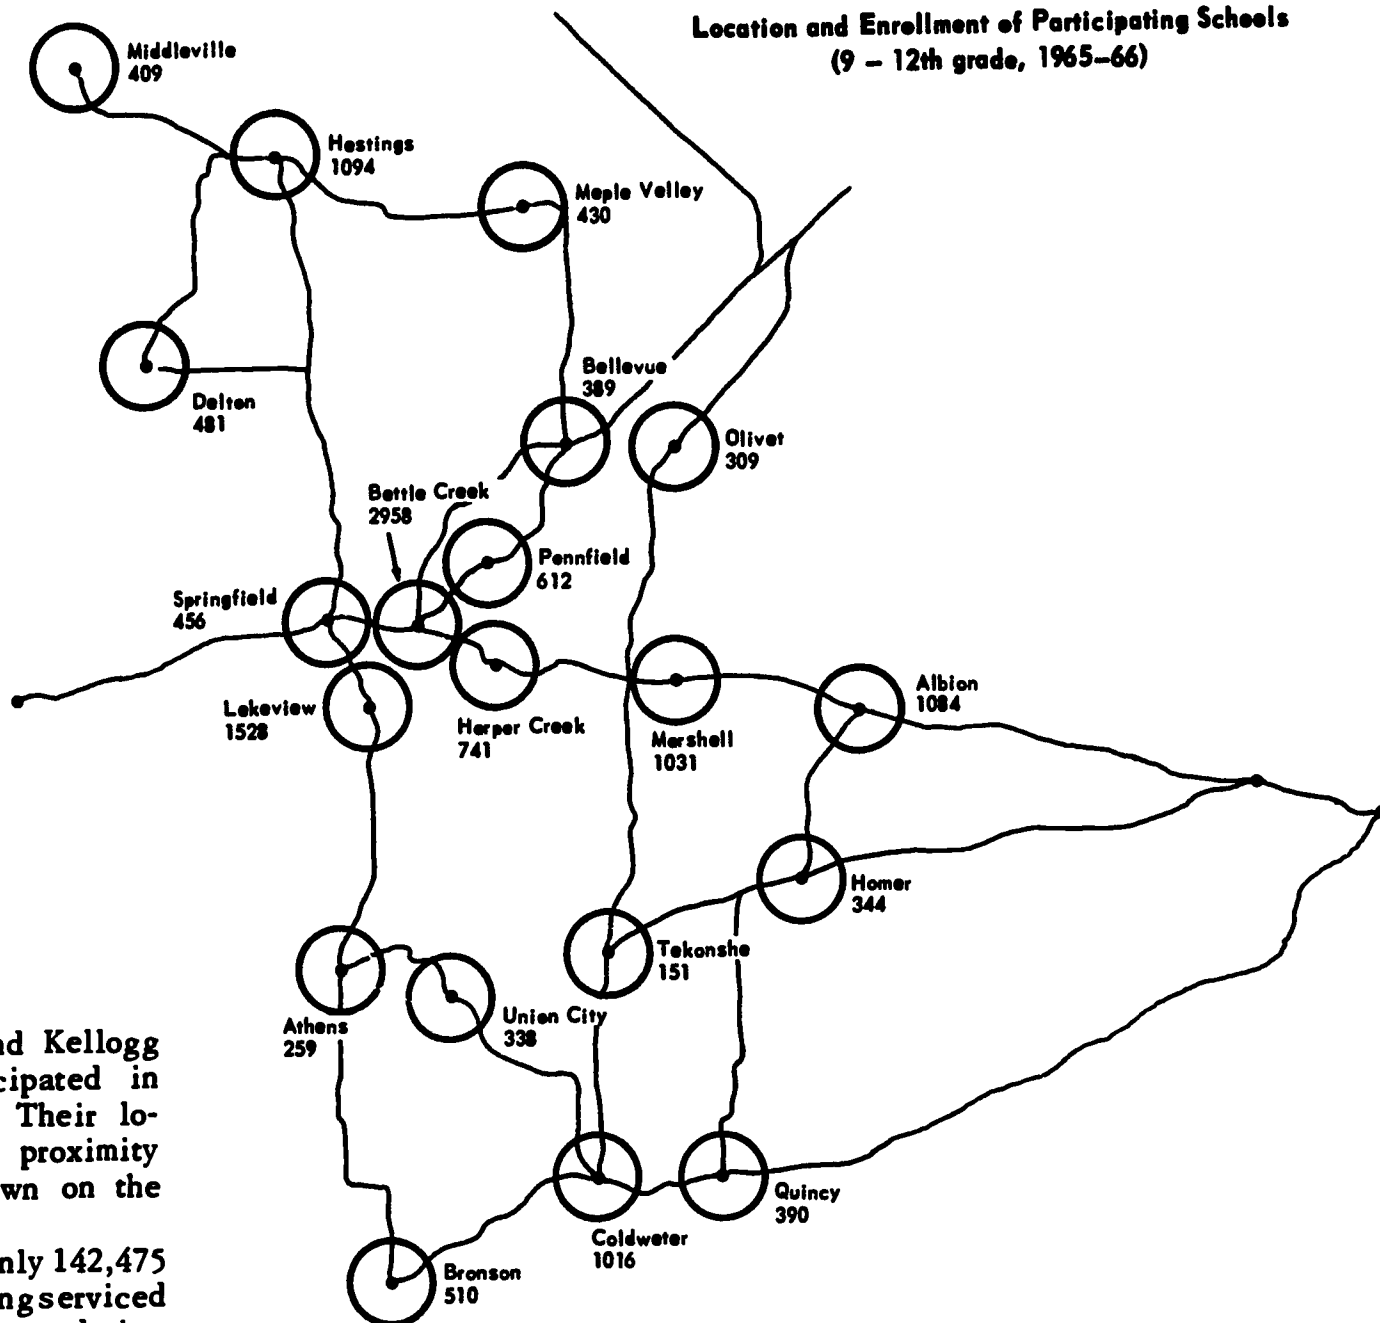 Location and Enrollment of Participating Schools
(9 – 12th grade, 1965–66)
Middleville
409
Hastings
1094
Maple Valley
430
Bellevue
389
Delton
481
Olivet
309
Battle Creek
2958
Pennfield
612
Springfield
456
Lakeview
1528
Harper Creek
741
Marshall
1031
Albion
1084
Homer
344
Tekonsha
151
Athens
259
Union City
338
Quincy
390
Coldwater
1016
Bronson
510
nd Kellogg
cipated in
Their lo-
proximity
wn on the
nly 142,475
ng serviced